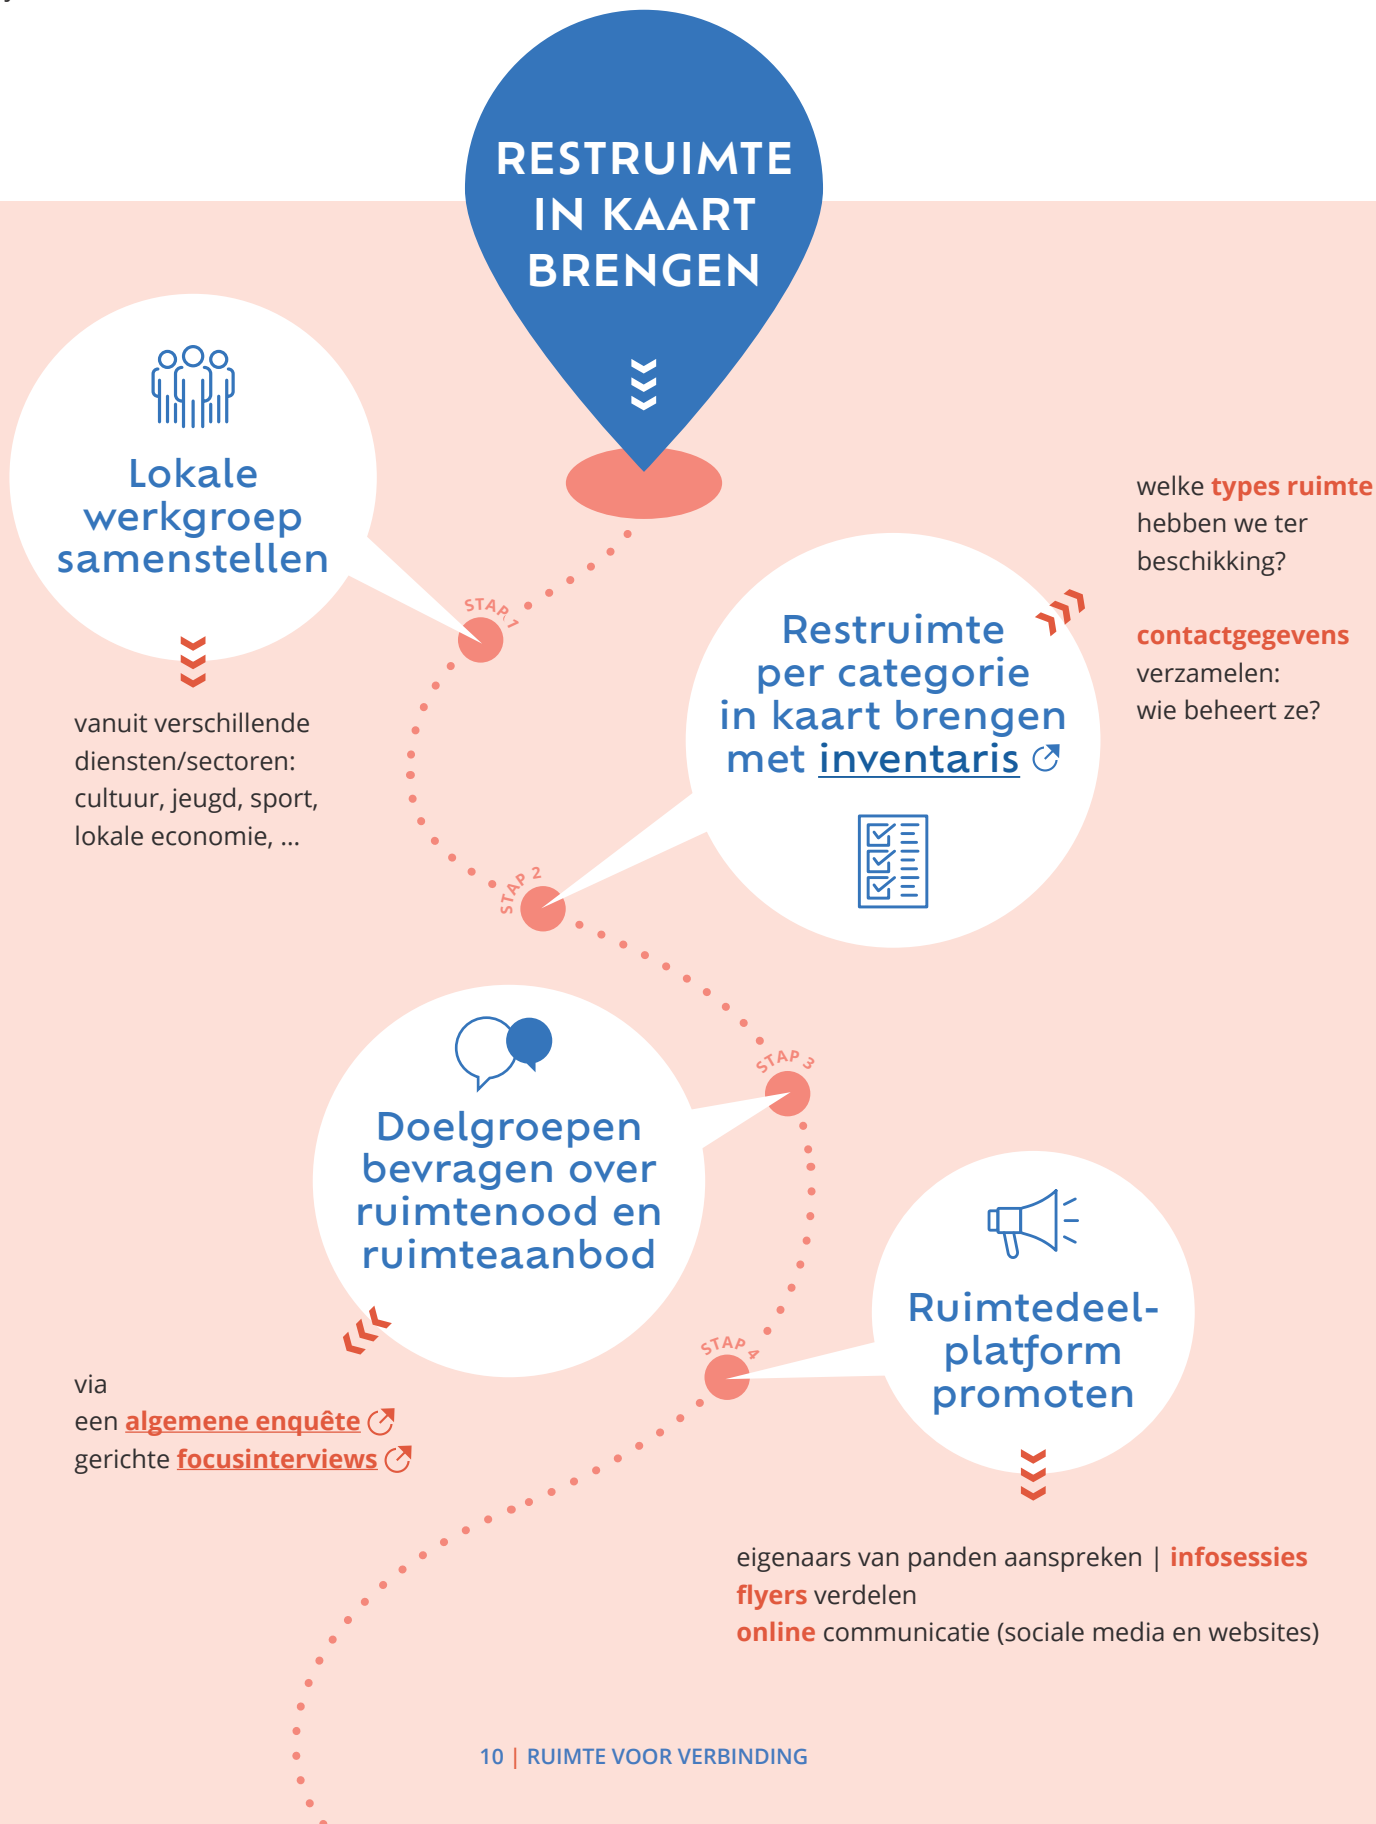 RESTRUIMTE
IN KAART
BRENGEN
Lokale
werkgroep
samenstellen
STAP 1
vanuit verschillende
diensten/sectoren:
cultuur, jeugd, sport,
lokale economie, ...
welke types ruimte
hebben we ter
beschikking?
contactgegevens
verzamelen:
wie beheert ze?
Restruimte
per categorie
in kaart brengen
met inventaris
STAP 2
STAP 3
Doelgroepen
bevragen over
ruimtenood en
ruimteaanbod
via
een algemene enquête
gerichte focusinterviews
STAP 4
Ruimtedeel-
platform
promoten
eigenaars van panden aanspreken | infosessies
flyers verdelen
online communicatie (sociale media en websites)
10 | RUIMTE VOOR VERBINDING